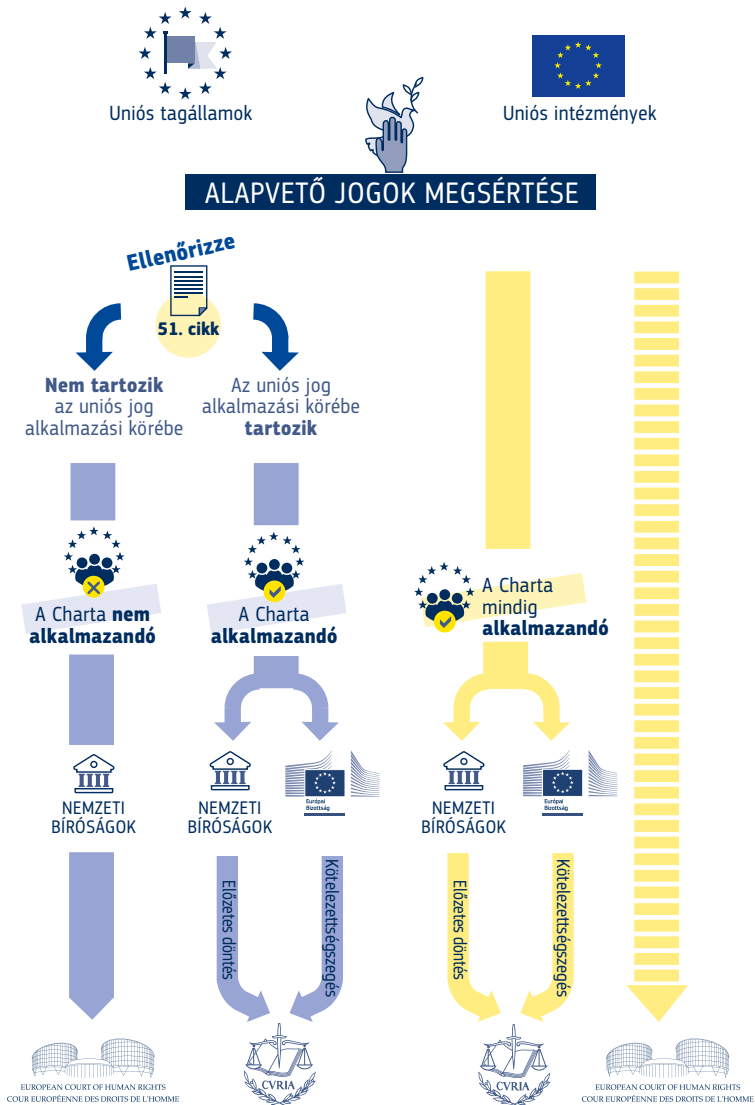 Uniós tagállamok
Uniós intézmények
ALAPVETŐ JOGOK MEGSÉRTÉSE
Ellenőrizze
51. cikk
Nem tartozik
az uniós jog
alkalmazási körébe
Az uniós jog
alkalmazási körébe
tartozik
A Charta nem
alkalmazandó
A Charta
alkalmazandó
A Charta
mindig
alkalmazandó
NEMZETI
BÍRÓSÁGOK
NEMZETI
BÍRÓSÁGOK
Európai
Bizottság
NEMZETI
BÍRÓSÁGOK
Európai
Bizottság
Előzetes döntés
Kötelezettségszegés
Előzetes döntés
Kötelezettségszegés
EUROPEAN COURT OF HUMAN RIGHTS
COUR EUROPÉENNE DES DROITS DE L'HOMME
CVRIA
CVRIA
EUROPEAN COURT OF HUMAN RIGHTS
COUR EUROPÉENNE DES DROITS DE L'HOMME